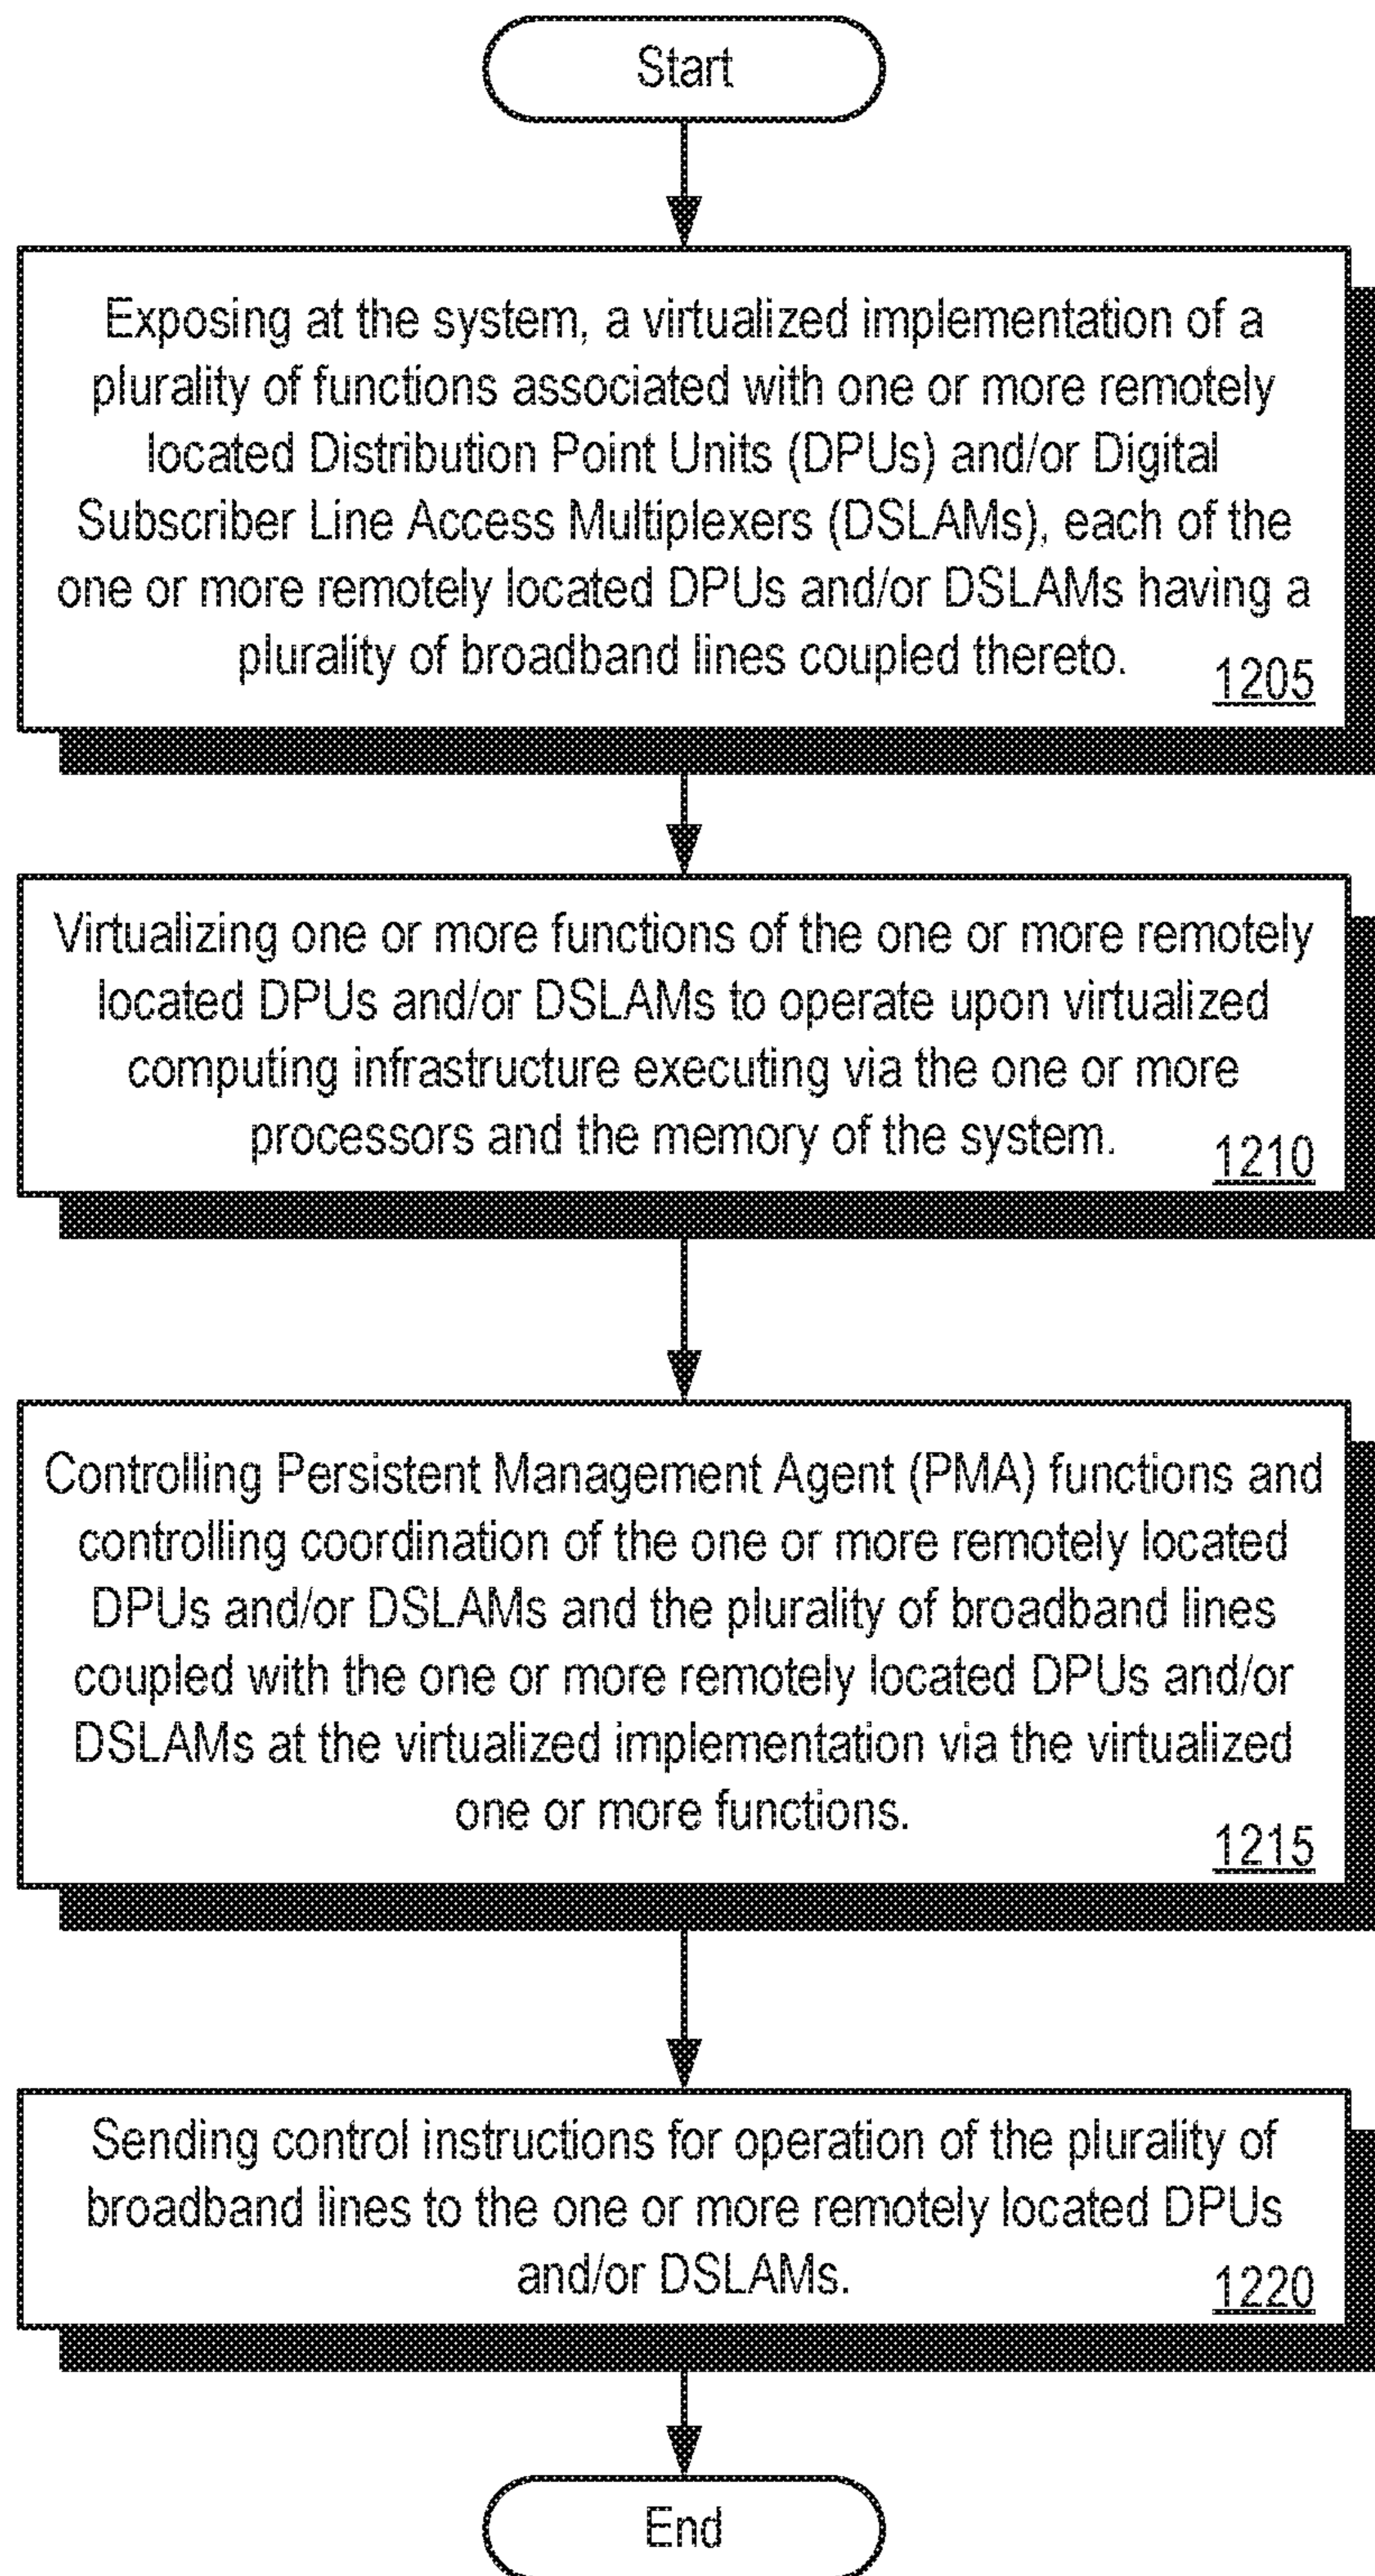 Start
Exposing at the system, a virtualized implementation of a
plurality of functions associated with one or more remotely
located Distribution Point Units (DPUs) and/or Digital
Subscriber Line Access Multiplexers (DSLAMs), each of the
one or more remotely located DPUs and/or DSLAMs having a
plurality of broadband lines coupled thereto.
1205
Virtualizing one or more functions of the one or more remotely
located DPUs and/or DSLAMs to operate upon virtualized
computing infrastructure executing via the one or more
processors and the memory of the system.
1210
Controlling Persistent Management Agent (PMA) functions and
controlling coordination of the one or more remotely located
DPUs and/or DSLAMs and the plurality of broadband lines
coupled with the one or more remotely located DPUs and/or
DSLAMs at the virtualized implementation via the virtualized
one or more functions.
1215
Sending control instructions for operation of the plurality of
broadband lines to the one or more remotely located DPUs
and/or DSLAMs.
1220
End